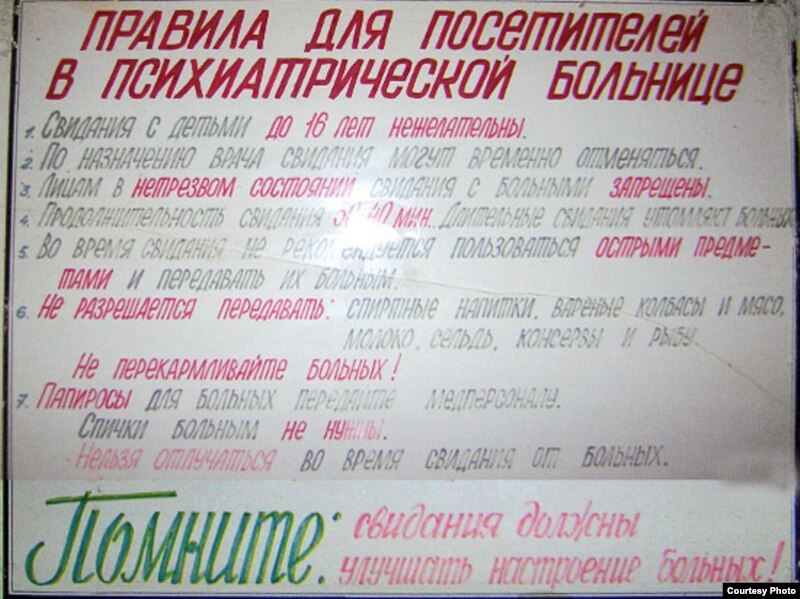 ПРАВИЛА ДЛЯ ПОСЕТИТЕЛЕЙ
В ПСИХИАТРИЧЕСКОЙ БОЛЬНИЦЕ
1. СВИДАНИЯ С ДЕТЬМИ ДО 16 ЛЕТ НЕЖЕЛАТЕЛЬНЫ.
2. ПО НАЗНАЧЕНИЮ ВРАЧА СВИДАНИЯ МОГУТ ВРЕМЕННО ОТМЕНЯТЬСЯ.
3. ЛИЦАМ В НЕТРЕЗВОМ СОСТОЯНИИ СВИДАНИЯ С БОЛЬНЫМИ ЗАПРЕЩЕНЫ.
4. ПРОДОЛЖИТЕЛЬНОСТЬ СВИДАНИЯ МИН. ДЛИТЕЛЬНЫЕ СВИДАНИЯ УТОМЛЯЮТ БОЛЬНЫХ
5. ВО ВРЕМЯ СВИДАНИЯ НЕ РЕКОМЕНДУЕТСЯ ПОЛЬЗОВАТЬСЯ ОСТРЫМИ ПРЕДМЕ-
ТАМИ И ПЕРЕДАВАТЬ ИХ БОЛЬНЫМ.
6. НЕ РАЗРЕШАЕТСЯ ПЕРЕДАВАТЬ: СПИРТНЫЕ НАПИТКИ, ВАРЕНЫЕ КОЛБАСЫ И МЯСО,
МОЛОКО, СЕЛЬДЬ, КОНСЕРВЫ И РЫБУ
НЕ ПЕРЕКАРМЛИВАЙТЕ БОЛЬНЫХ!
7. ПАПИРОСЫ ДЛЯ БОЛЬНЫХ ПЕРЕДАЙТЕ МЕДПЕРСОНАЛУ.
СПИЧКИ БОЛЬНЫМ НЕ НУЖНЫ.
НЕЛЬЗЯ ОТЛУЧАТЬСЯ ВО ВРЕМЯ СВИДАНИЯ ОТ БОЛЬНЫХ.
Помните: свидания должны
улучшать настроение больных!
Courtesy Photo